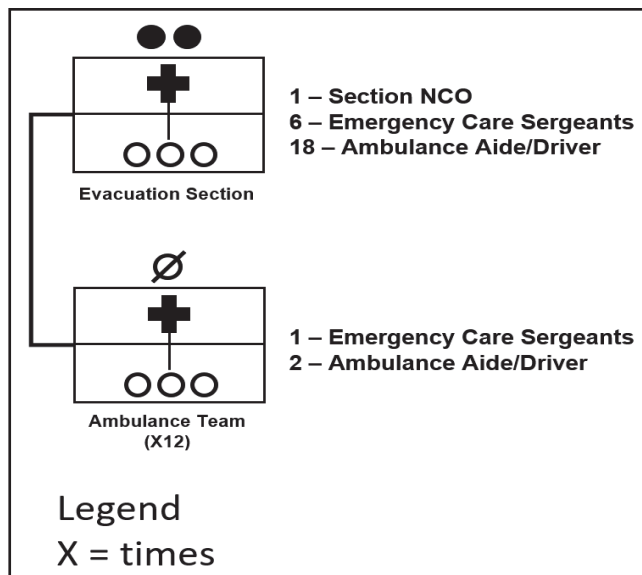 1 – Section NCO
6 – Emergency Care Sergeants
18 – Ambulance Aide/Driver
Evacuation Section
1 – Emergency Care Sergeants
2 – Ambulance Aide/Driver
Ambulance Team
(X12)
Legend
X = times